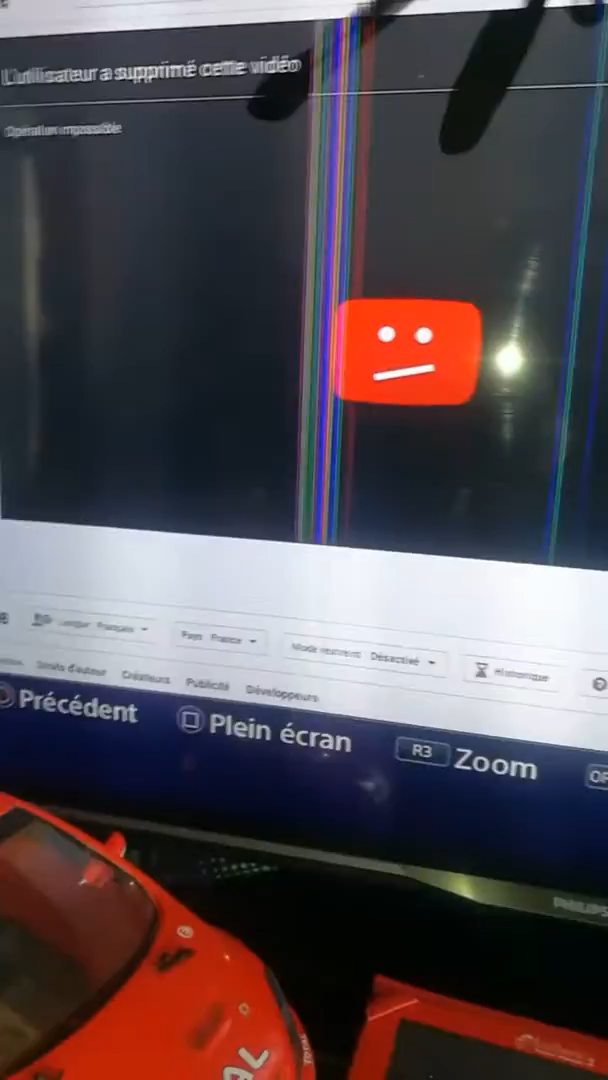 L'utilisateur a supprimé cette vidéo
Opération impossible
Langue Français
Pays France
Mode restreint Désactivé
Historique
Droits d'auteur
Créateurs
Publicité
Développeurs
Précédent
Plein écran
R3 Zoom
OP
PHILIPS